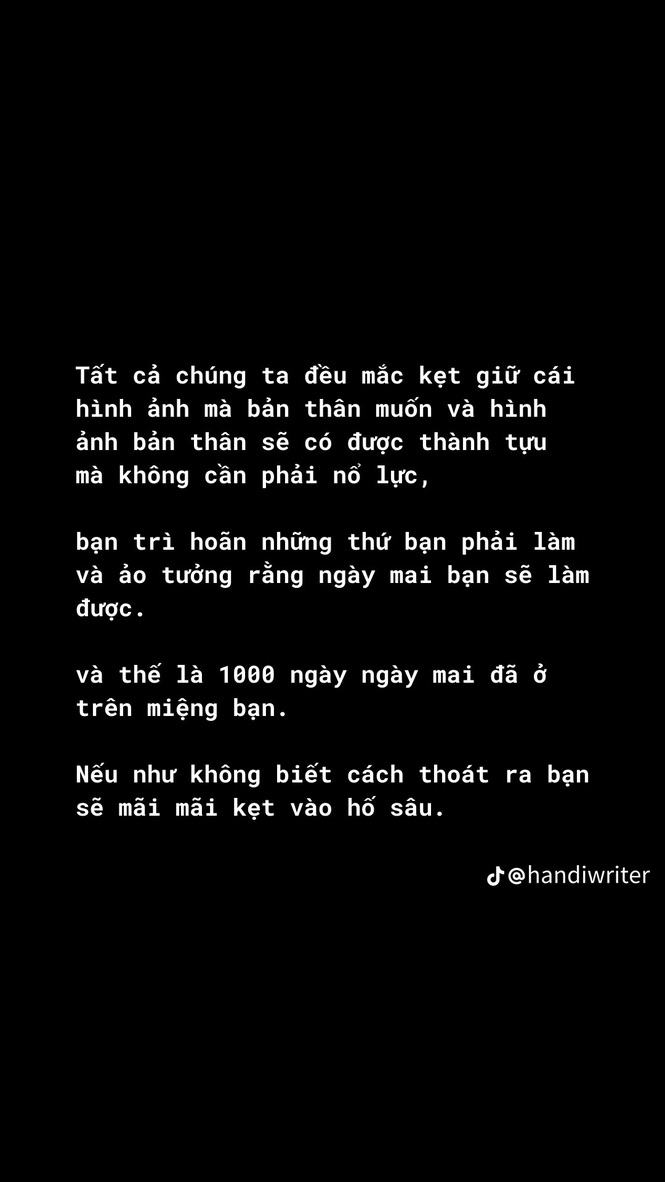 Tất cả chúng ta đều mắc kẹt giữ cái
hình ảnh mà bản thân muốn và hình
ảnh bản thân sẽ có được thành tựu
mà không cần phải nổ lực,
bạn trì hoãn những thứ bạn phải làm
và ảo tưởng rằng ngày mai bạn sẽ làm
được.
và thế là 1000 ngày ngày mai đã ở
trên miệng bạn.
Nếu như không biết cách thoát ra bạn
sẽ mãi mãi kẹt vào hố sâu.
@handiwriter